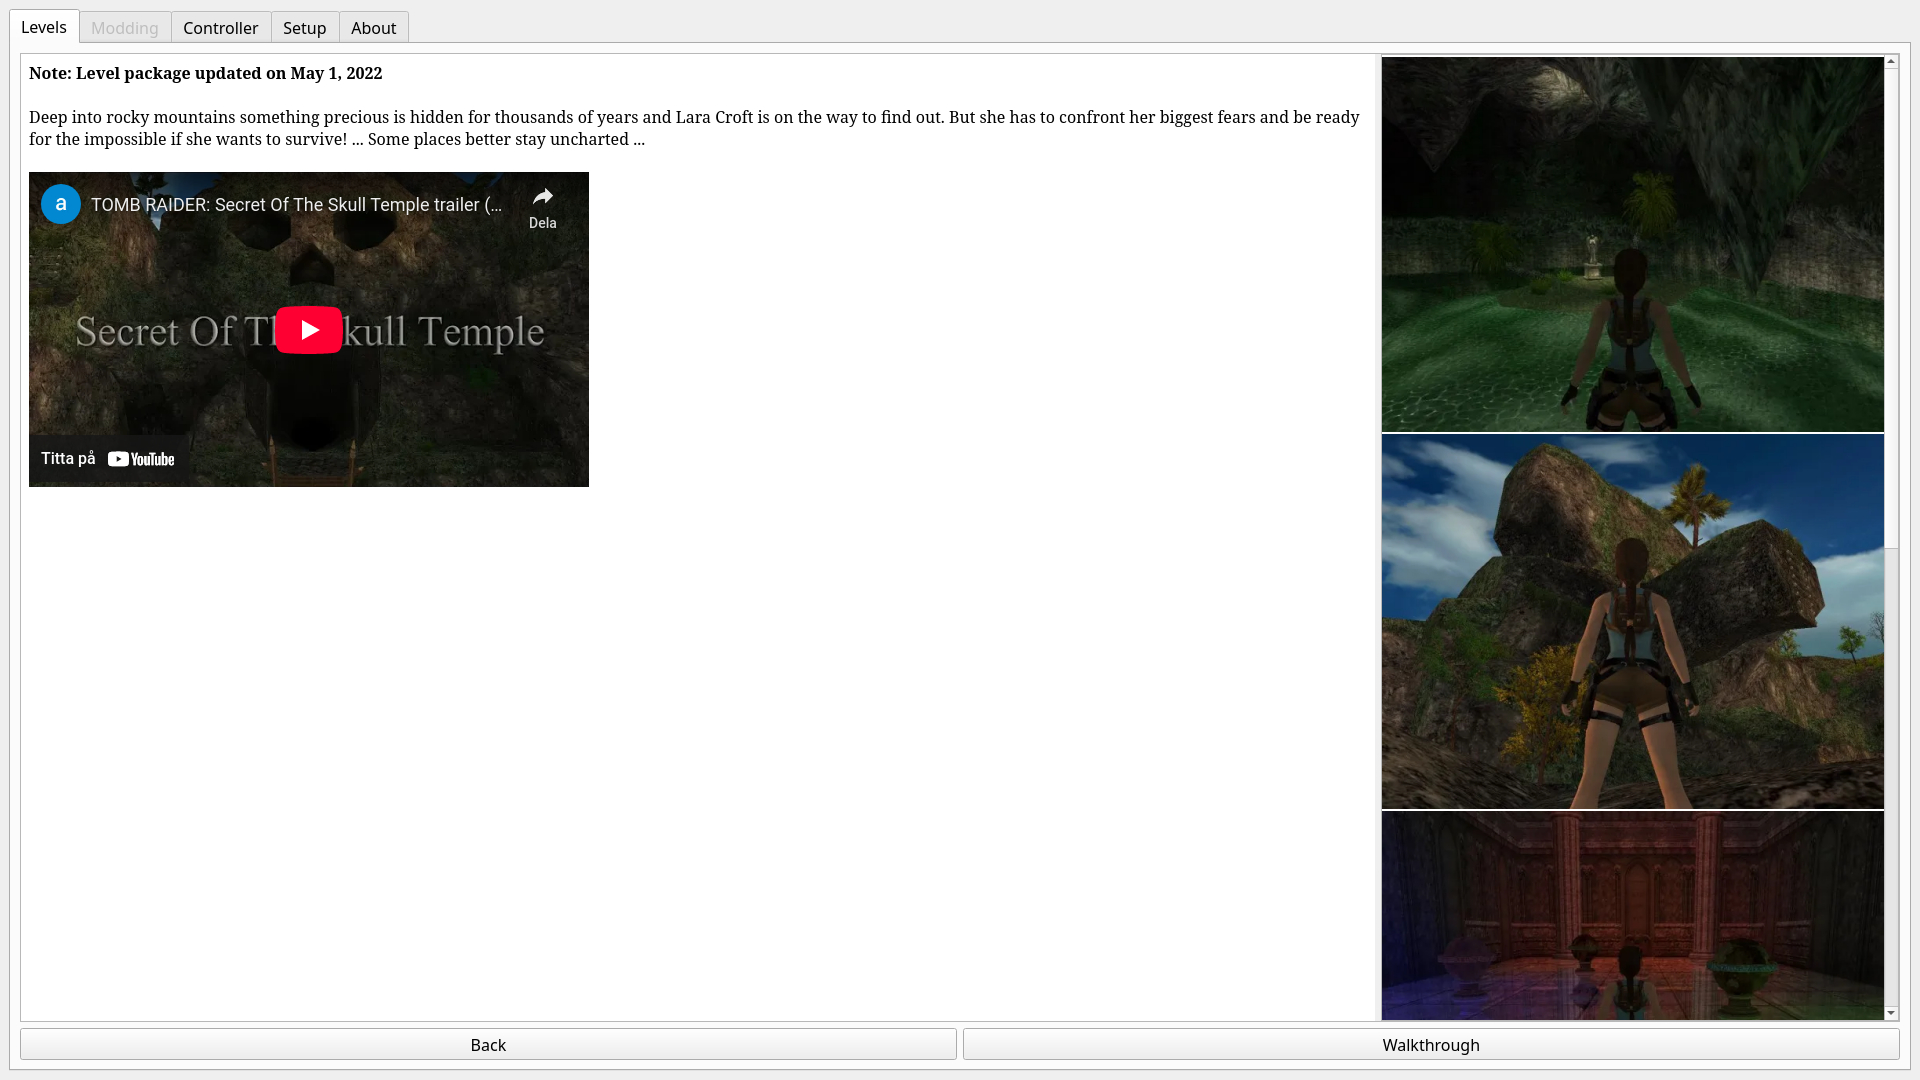 Levels
Modding
Controller
Setup
About
Note: Level package updated on May 1, 2022
Deep into rocky mountains something precious is hidden for thousands of years and Lara Croft is on the way to find out. But she has to confront her biggest fears and be ready
for the impossible if she wants to survive! ... Some places better stay uncharted ...
a
TOMB RAIDER: Secret Of The Skull Temple trailer (...
Dela
Secret Of Th kull Temple
Titta på YouTube
Back
Walkthrough